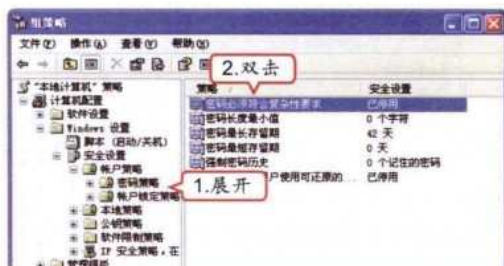 组策略
文件(F) 操作(A) 查看(V) 帮助(H)
2.双击
“本地计算机” 策略
计算机配置
软件设置
Windows 设置
脚本 (启动/关机)
安全设置
帐户策略
密码策略
帐户锁定策略
本地策略
公钥策略
软件限制策略
IP 安全策略,在
管理模板
1.展开
策略 安全设置
密码必须符合复杂性要求 已停用
密码长度最小值 0 个字符
密码最长存留期 42 天
密码最短存留期 0 天
强制密码历史 0 个记住的密码
户使用可还原的... 已停用